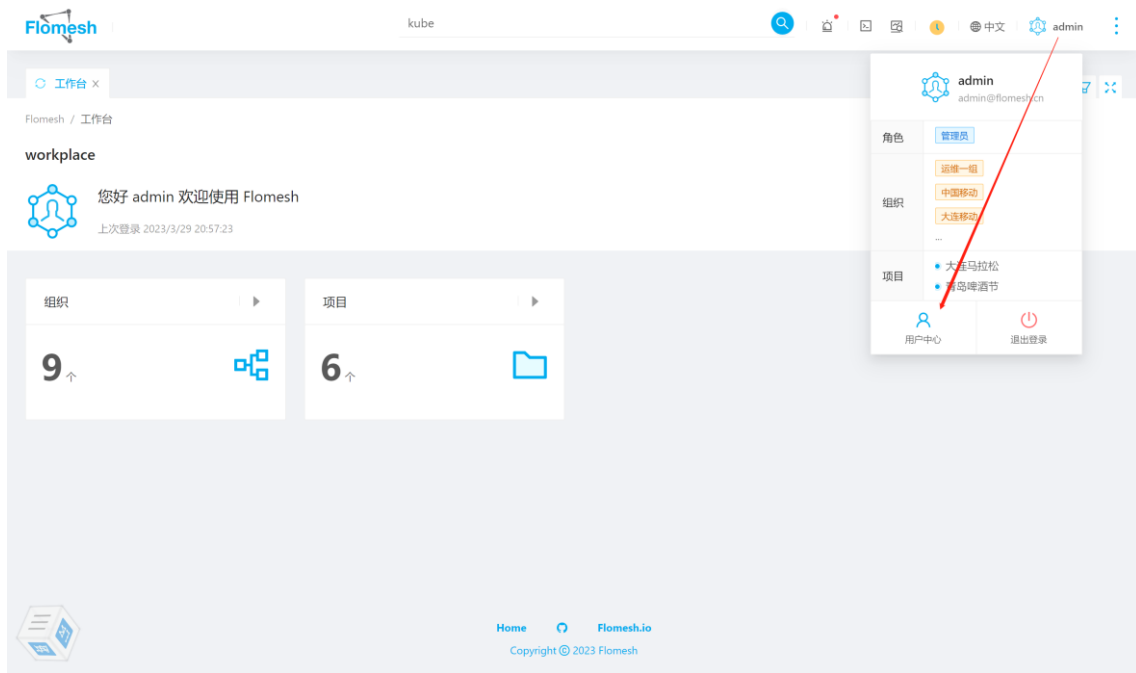 Flomesh
kube
中文
admin
工作台 ×
admin
admin@flomesh.cn
Flomesh / 工作台
角色
管理员
workplace
组织
运维一组
中国移动
大连移动
...
您好 admin 欢迎使用 Flomesh
上次登录 2023/3/29 20:57:23
项目
大连马拉松
青岛啤酒节
用户中心
退出登录
组织
项目
9 个
6 个
Home
Flomesh.io
Copyright © 2023 Flomesh